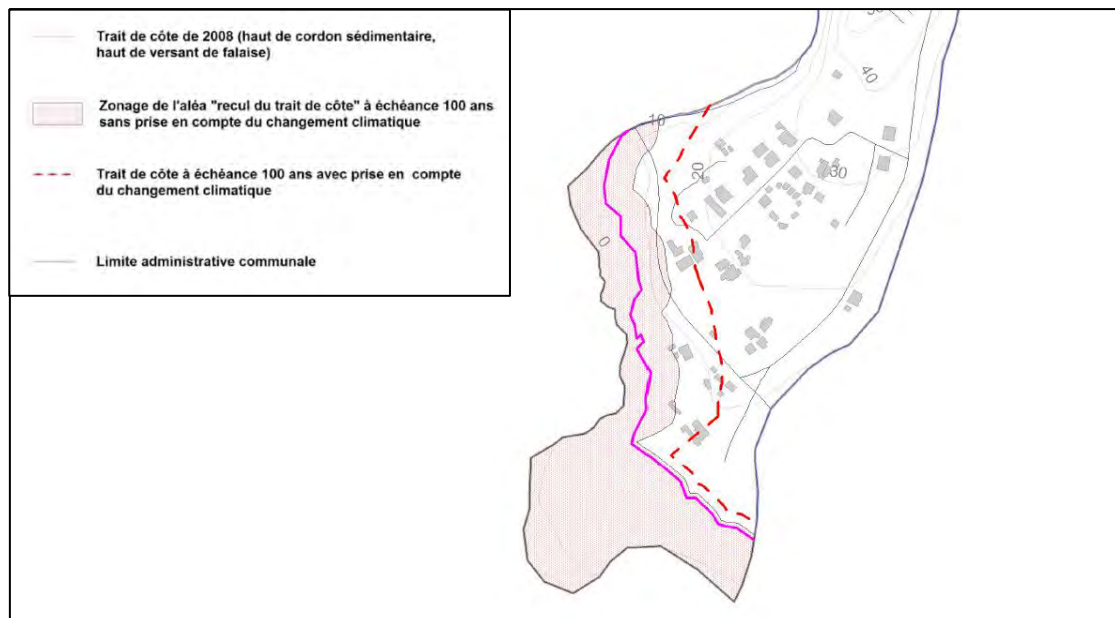 Trait de côte de 2008 (haut de cordon sédimentaire,
haut de versant de falaise)
Zonage de l'aléa "recul du trait de côte" à échéance 100 ans
sans prise en compte du changement climatique
Trait de côte à échéance 100 ans avec prise en compte
du changement climatique
Limite administrative communale
40
10
20
30
0